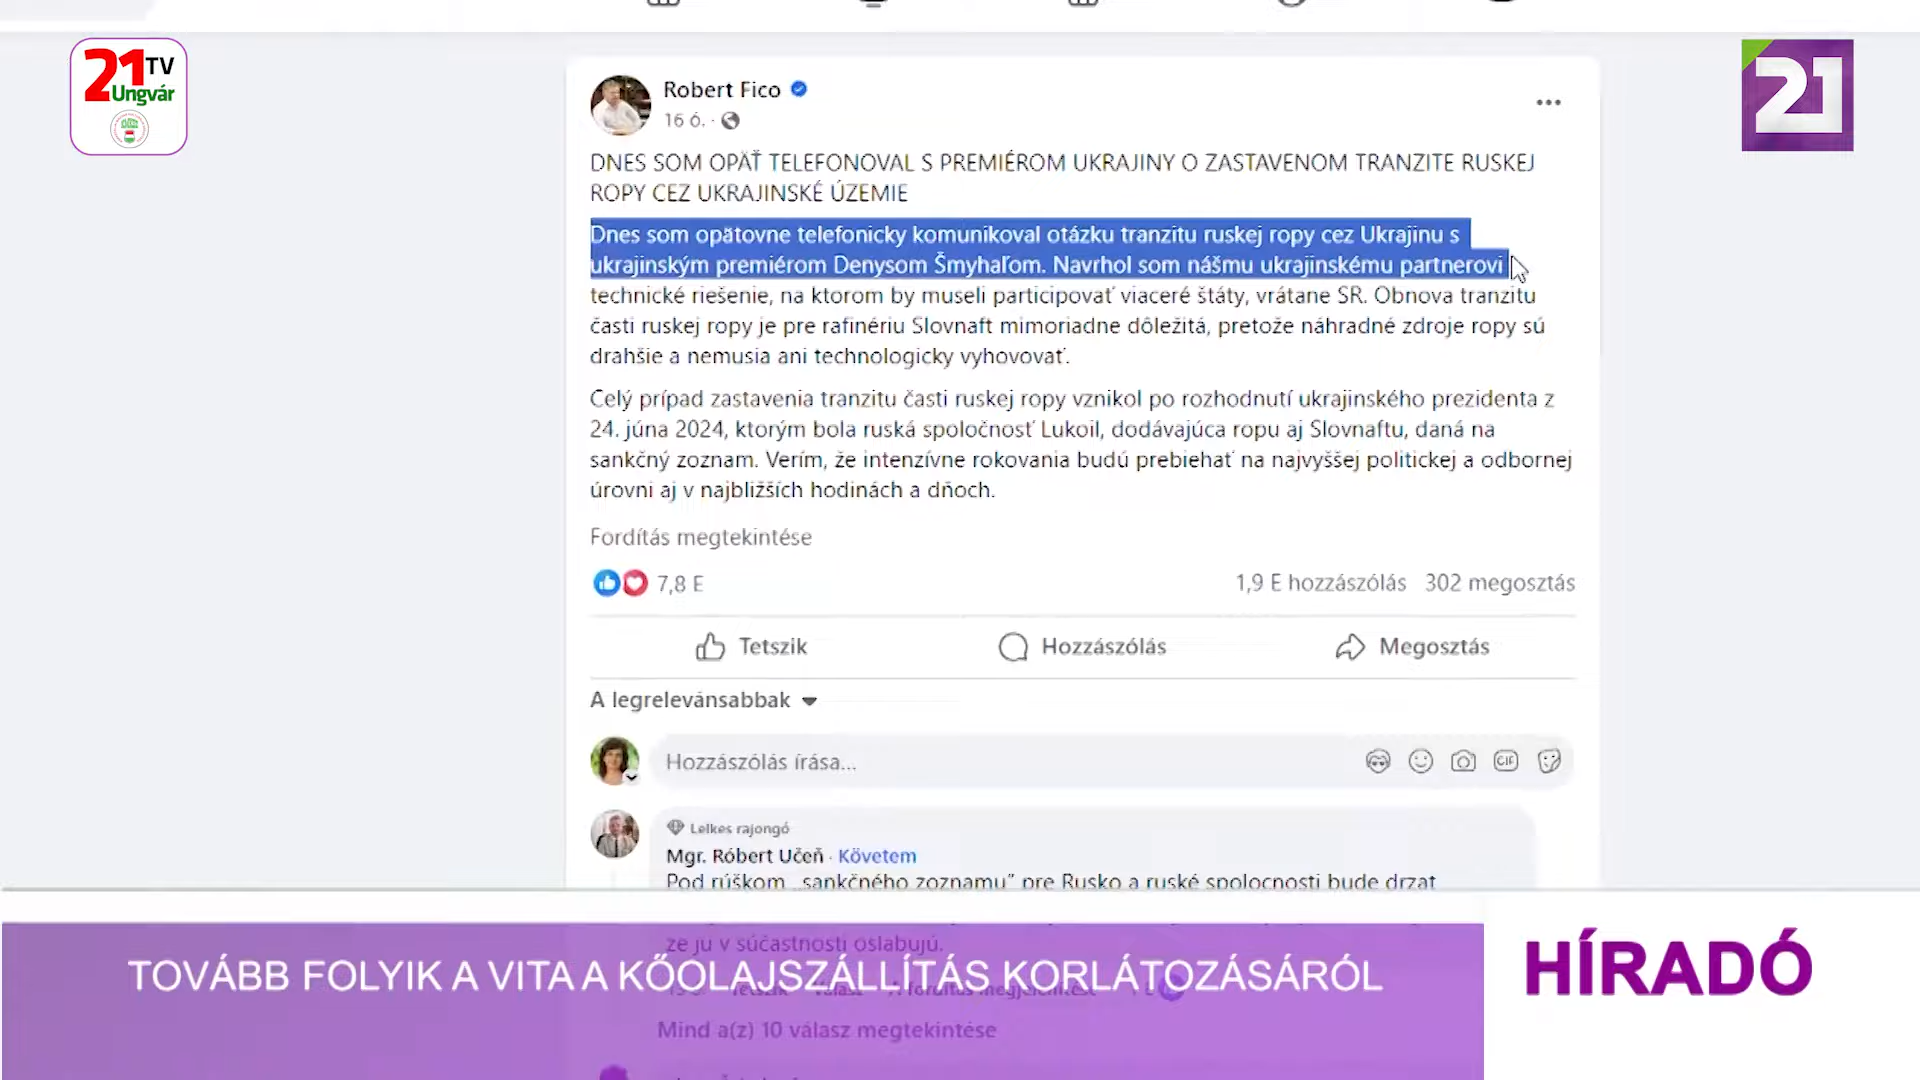 21 TV
Ungvár
21
Robert Fico
16 ó. ·
DNES SOM OPÄŤ TELEFONOVAL S PREMIÉROM UKRAJINY O ZASTAVENOM TRANZITE RUSKEJ
ROPY CEZ UKRAJINSKÉ ÚZEMIE
Dnes som opätovne telefonicky komunikoval otázku tranzitu ruskej ropy cez Ukrajinu s
ukrajinským premiérom Denysom Šmyhaľom. Navrhol som nášmu ukrajinskému partnerovi
technické riešenie, na ktorom by museli participovať viaceré štáty, vrátane SR. Obnova tranzitu
časti ruskej ropy je pre rafinériu Slovnaft mimoriadne dôležitá, pretože náhradné zdroje ropy sú
drahšie a nemusia ani technologicky vyhovovať.
Celý prípad zastavenia tranzitu časti ruskej ropy vznikol po rozhodnutí ukrajinského prezidenta z
24. júna 2024, ktorým bola ruská spoločnosť Lukoil, dodávajúca ropu aj Slovnaftu, daná na
sankčný zoznam. Verím, že intenzívne rokovania budú prebiehať na najvyššej politickej a odbornej
úrovni aj v najbližších hodinách a dňoch.
Fordítás megtekintése
7,8 E
1,9 E hozzászólás 302 megosztás
Tetszik Hozzászólás Megosztás
A legrelevánsabbak
Hozzászólás írása...
GIF
Lelkes rajongó
Mgr. Róbert Učeň · Követem
Pod rúškom „sankčného zoznamu" pre Rusko a ruské spolocnosti bude drzat
ze ju v súčastnosti oslabujú.
TOVÁBB FOLYIK A VITA A KŐOLAJSZÁLLÍTÁS KORLÁTOZÁSÁRÓL
HÍRADÓ
Mind a(z) 10 válasz megtekintése